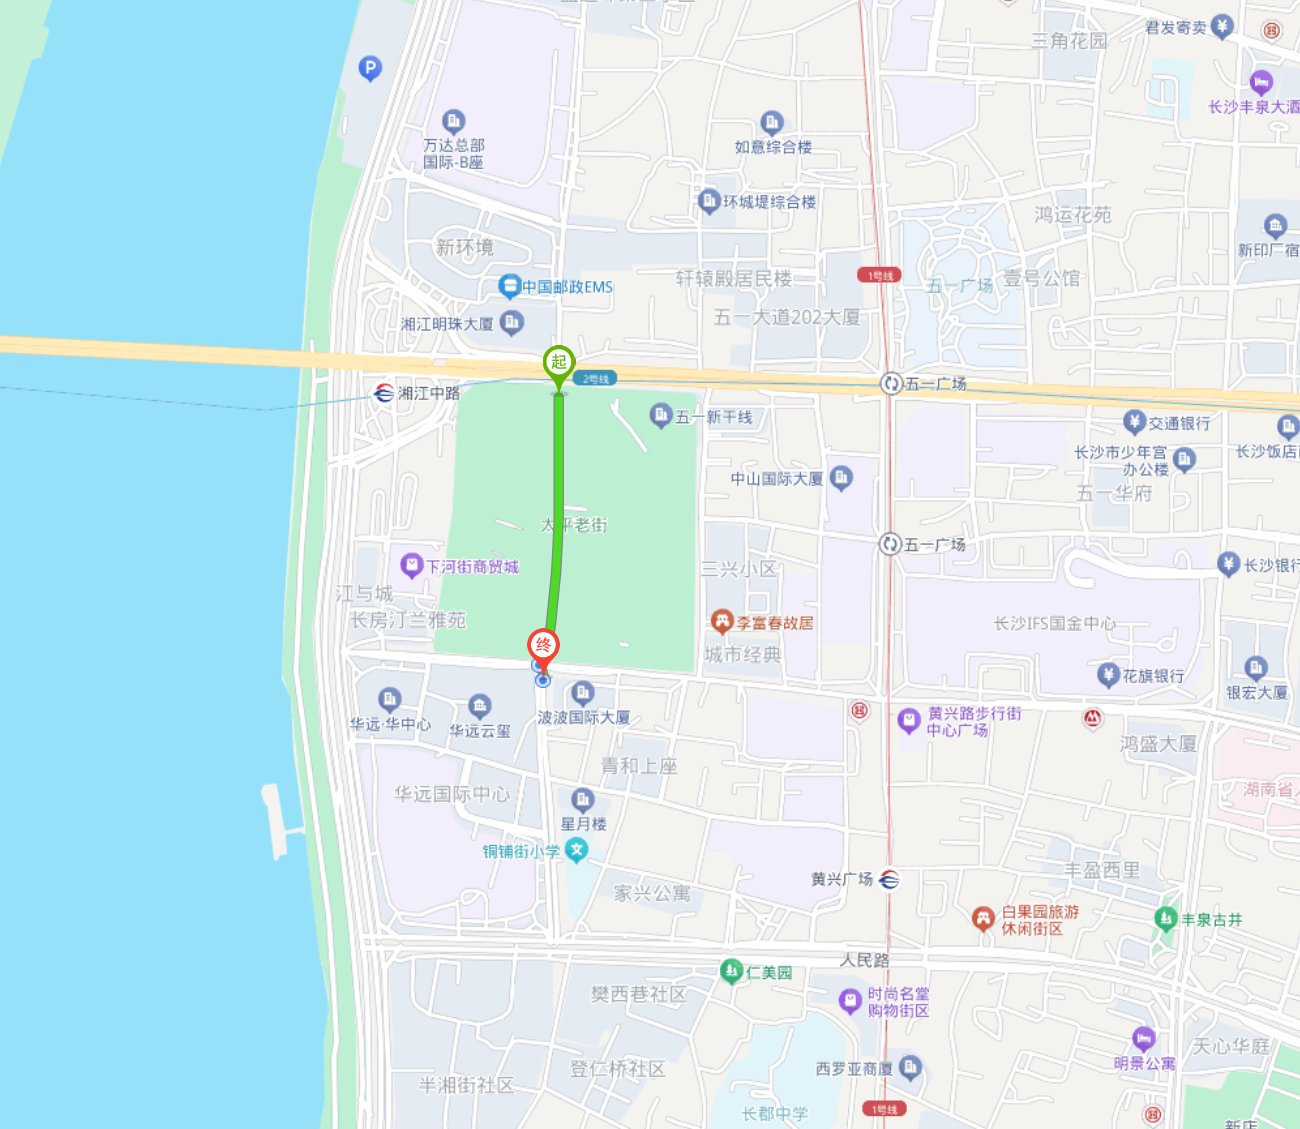 三角花园
君发寄卖
P
长沙丰泉大酒
万达总部
国际-B座
如意综合楼
环城堤综合楼
鸿运花苑
新环境
新印厂宿
轩辕殿居民楼
1号线
五一广场
壹号公馆
中国邮政EMS
湘江明珠大厦
五一大道202大厦
起
2号线
五一广场
湘江中路
五一新干线
交通银行
长沙市少年宫
办公楼
长沙饭店
中山国际大厦
五一华府
太平老街
五一广场
下河街商贸城
三兴小区
长沙银行
江与城
长房汀兰雅苑
李富春故居
长沙IFS国金中心
终
城市经典
花旗银行
银宏大厦
华远·华中心
华远云玺
波波国际大厦
黄兴路步行街
中心广场
鸿盛大厦
青和上座
华远国际中心
湖南省
星月楼
铜铺街小学
文
丰盈西里
黄兴广场
家兴公寓
白果园旅游
休闲街区
丰泉古井
人民路
仁美园
樊西巷社区
时尚名堂
购物街区
天心华庭
明景公寓
登仁桥社区
西罗亚商厦
半湘街社区
长郡中学
1号线
新店